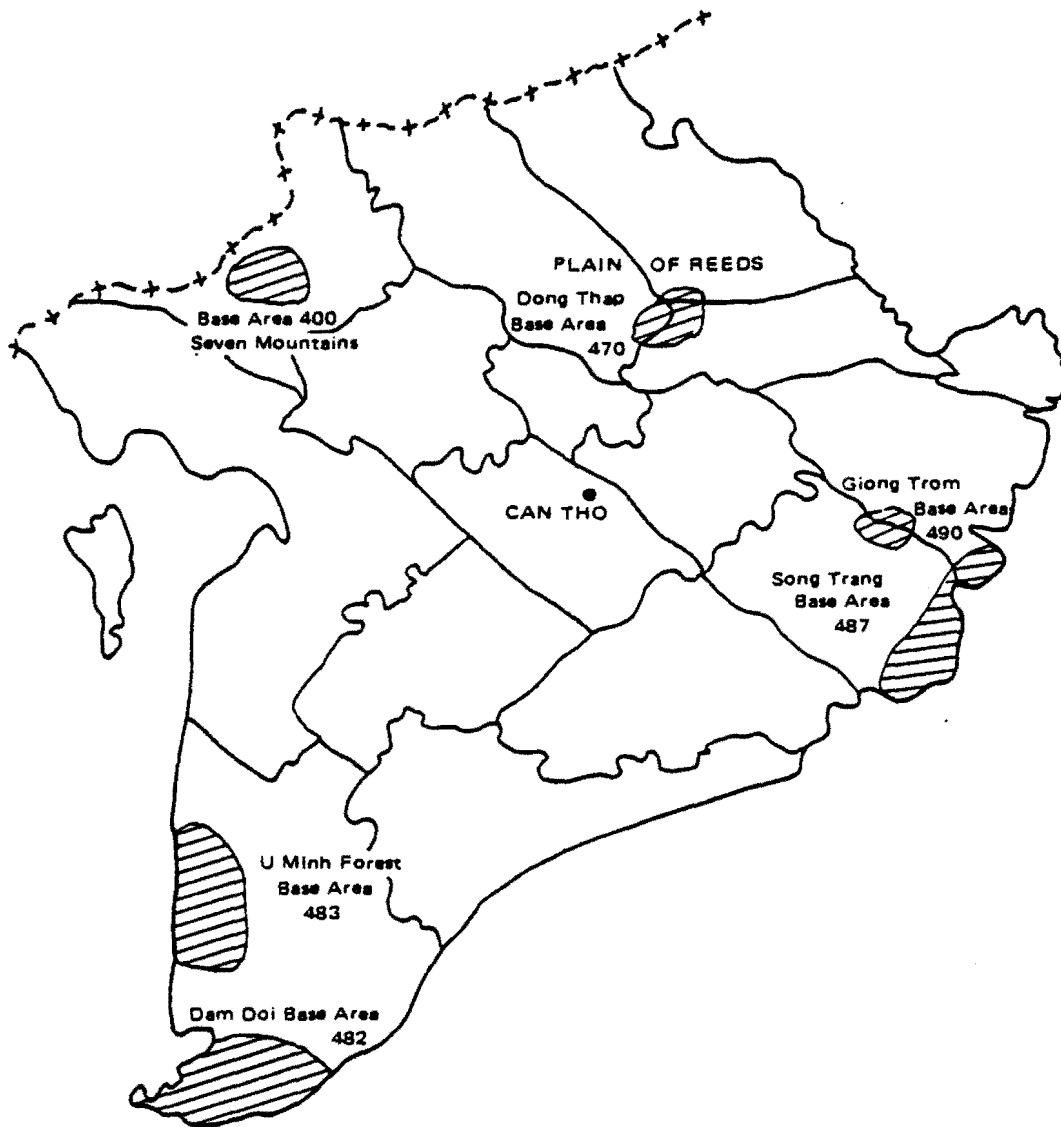 PLAIN OF REEDS
Dong Thap
Base Area
470
Base Area 400
Seven Mountains
Giong Trom
Base Area
490
CAN THO
Song Trang
Base Area
487
U Minh Forest
Base Area
483
Dam Doi Base Area
482